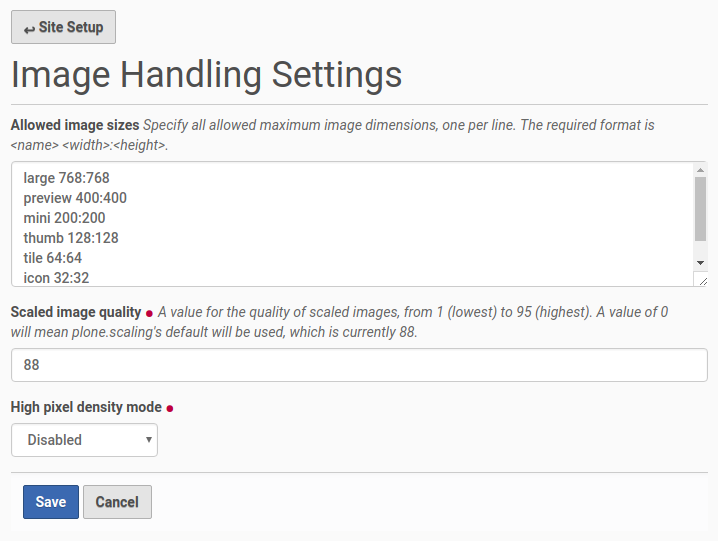 ↩ Site Setup
Image Handling Settings
Allowed image sizes Specify all allowed maximum image dimensions, one per line. The required format is
<name> <width>:<height>.
large 768:768
preview 400:400
mini 200:200
thumb 128:128
tile 64:64
icon 32:32
Scaled image quality ● A value for the quality of scaled images, from 1 (lowest) to 95 (highest). A value of 0
will mean plone.scaling's default will be used, which is currently 88.
88
High pixel density mode ●
Disabled
Save Cancel